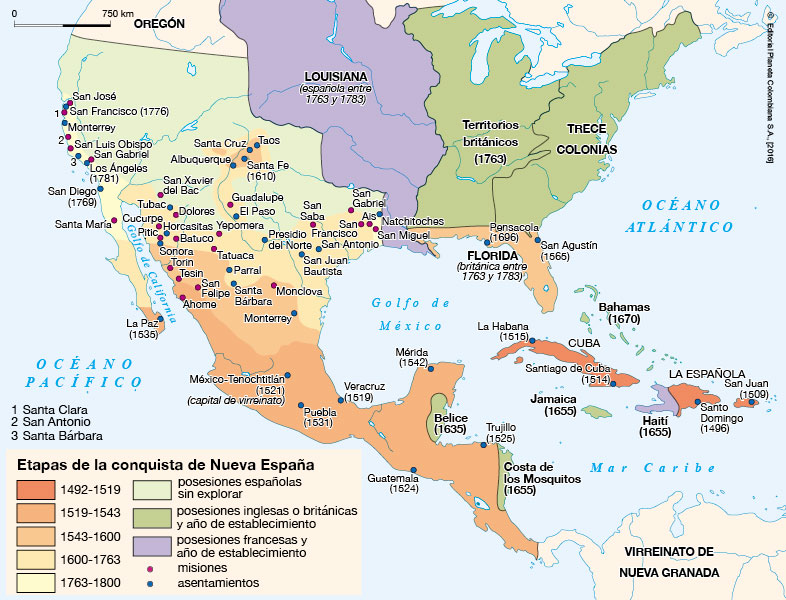 0
750 km
OREGÓN
© Editorial Planeta Colombiana S.A. (2016)
LOUISIANA
(española entre
1763 y 1783)
Territorios
británicos
(1763)
TRECE
COLONIAS
OCÉANO
ATLÁNTICO
San José
1
San Francisco (1776)
Monterrey
2
San Luis Obispo
3
San Gabriel
Los Ángeles
(1781)
San Diego
(1769)
Santa María
Santa Cruz
Taos
Albuquerque
Santa Fe
(1610)
San Xavier
del Bac
Tubac
Dolores
Cucurpe
Horcasitas
Pitic
Batuco
Sonora
Torin
Tesin
San
Felipe
Ahome
Guadalupe
El Paso
Yepomera
Tatuaca
Parral
Santa
Bárbara
Presidio
del Norte
San
Saba
San
Francisco
San Antonio
San Juan
Bautista
Monclova
Monterrey
San
Gabriel
Ais
San
Natchitoches
San Miguel
Golfo de California
La Paz
(1535)
Pensacola
(1696)
San Agustín
(1565)
FLORIDA
(británica entre
1763 y 1783)
Golfo de
México
Bahamas
(1670)
La Habana
(1515)
CUBA
Santiago de Cuba
(1514)
LA ESPAÑOLA
San Juan
(1509)
Jamaica
(1655)
Haití
(1655)
Santo
Domingo
(1496)
OCÉANO
PACÍFICO
Mérida
(1542)
México-Tenochtitlán
(1521)
(capital de virreinato)
Veracruz
(1519)
Puebla
(1531)
Belice
(1635)
Trujillo
(1525)
Guatemala
(1524)
Costa de
los Mosquitos
(1655)
Mar Caribe
VIRREINATO DE
NUEVA GRANADA
1 Santa Clara
2 San Antonio
3 Santa Bárbara
Etapas de la conquista de Nueva España
1492-1519
1519-1543
1543-1600
1600-1763
1763-1800
posesiones españolas
sin explorar
posesiones inglesas o británicas
y año de establecimiento
posesiones francesas y
año de establecimiento
misiones
asentamientos